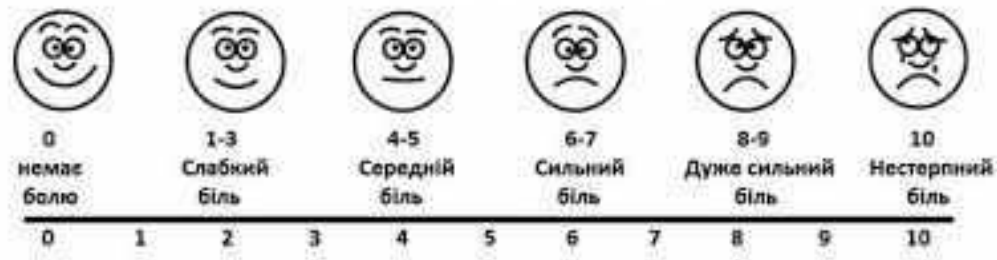 0 1-3 4-5 6-7 8-9 10
немає Слабкий Середній Сильний Дуже сильний Нестерпний
болю біль біль біль біль біль
0 1 2 3 4 5 6 7 8 9 10